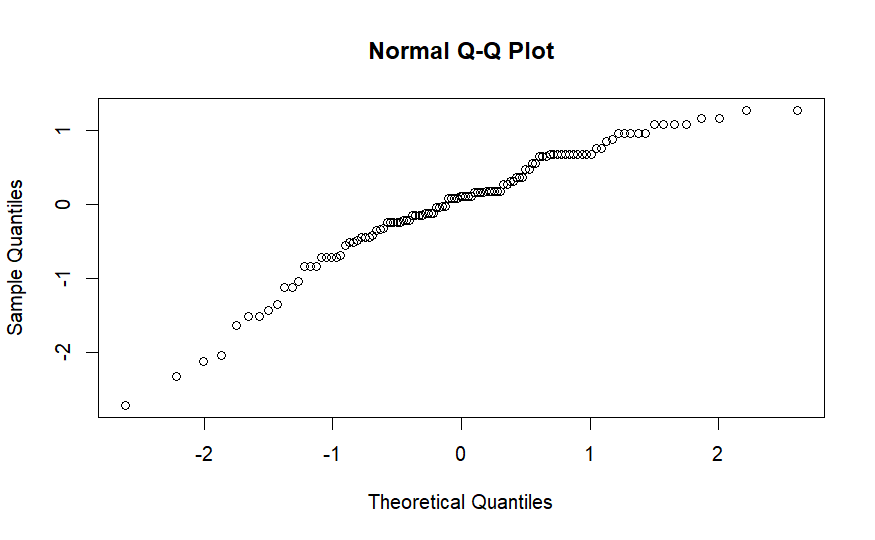 Normal Q-Q Plot
Sample Quantiles
1
0
-1
-2
-2 -1 0 1 2
Theoretical Quantiles